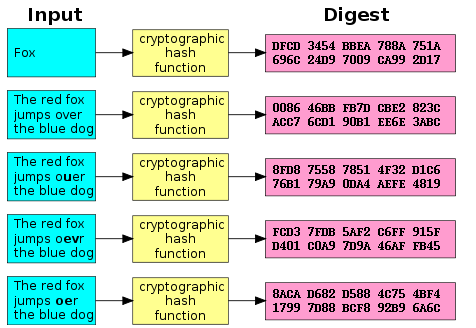 Input
Digest
Fox
cryptographic
hash
function
DFCD 3454 BBEA 788A 751A
696C 24D9 7009 CA99 2D17
The red fox
jumps over
the blue dog
cryptographic
hash
function
0086 46BB FB7D CBE2 823C
ACC7 6CD1 90B1 EE6E 3ABC
The red fox
jumps ouer
the blue dog
cryptographic
hash
function
8FD8 7558 7851 4F32 D1C6
76B1 79A9 0DA4 AEFE 4819
The red fox
jumps oevr
the blue dog
cryptographic
hash
function
FCD3 7FDB 5AF2 C6FF 915F
D401 C0A9 7D9A 46AF FB45
The red fox
jumps oer
the blue dog
cryptographic
hash
function
8ACA D682 D588 4C75 4BF4
1799 7D88 BCF8 92B9 6A6C